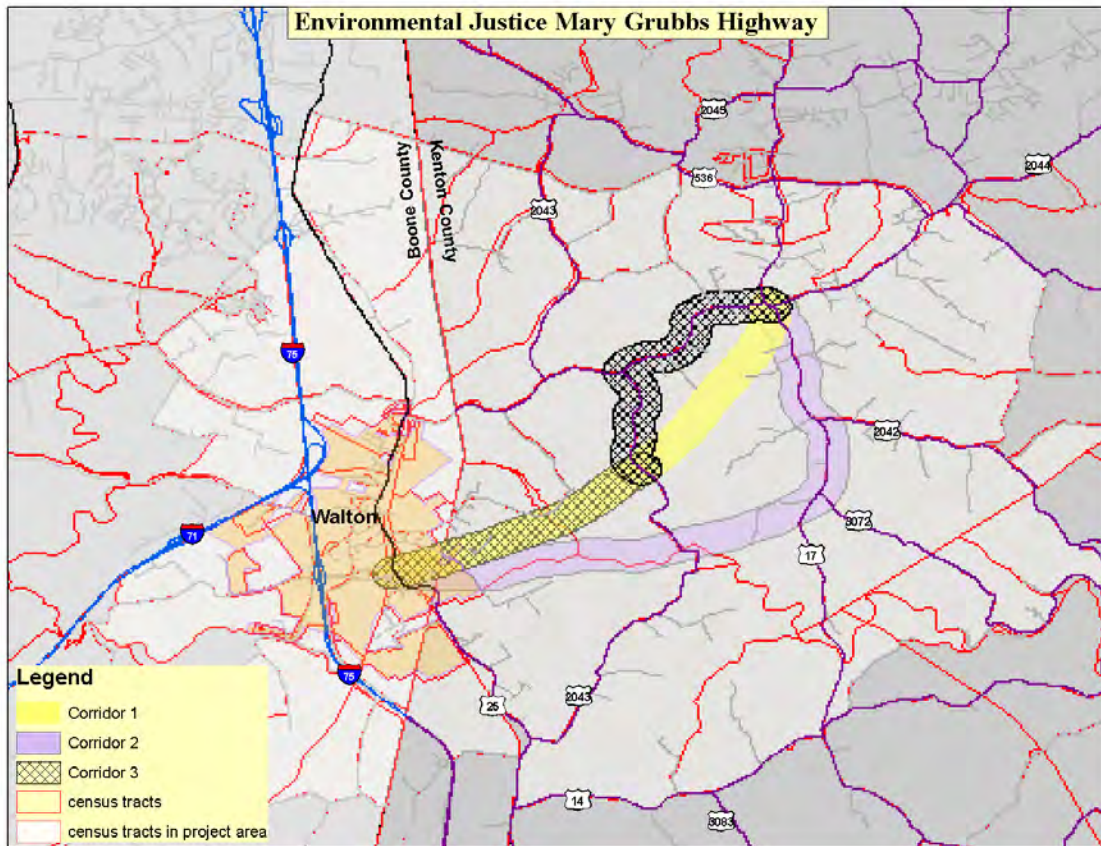 Environmental Justice Mary Grubbs Highway
2045
2044
536
2043
Boone County
Kenton County
75
2042
Walton
71
3072
17
75
25
2043
14
3083
Legend
Corridor 1
Corridor 2
Corridor 3
census tracts
census tracts in project area